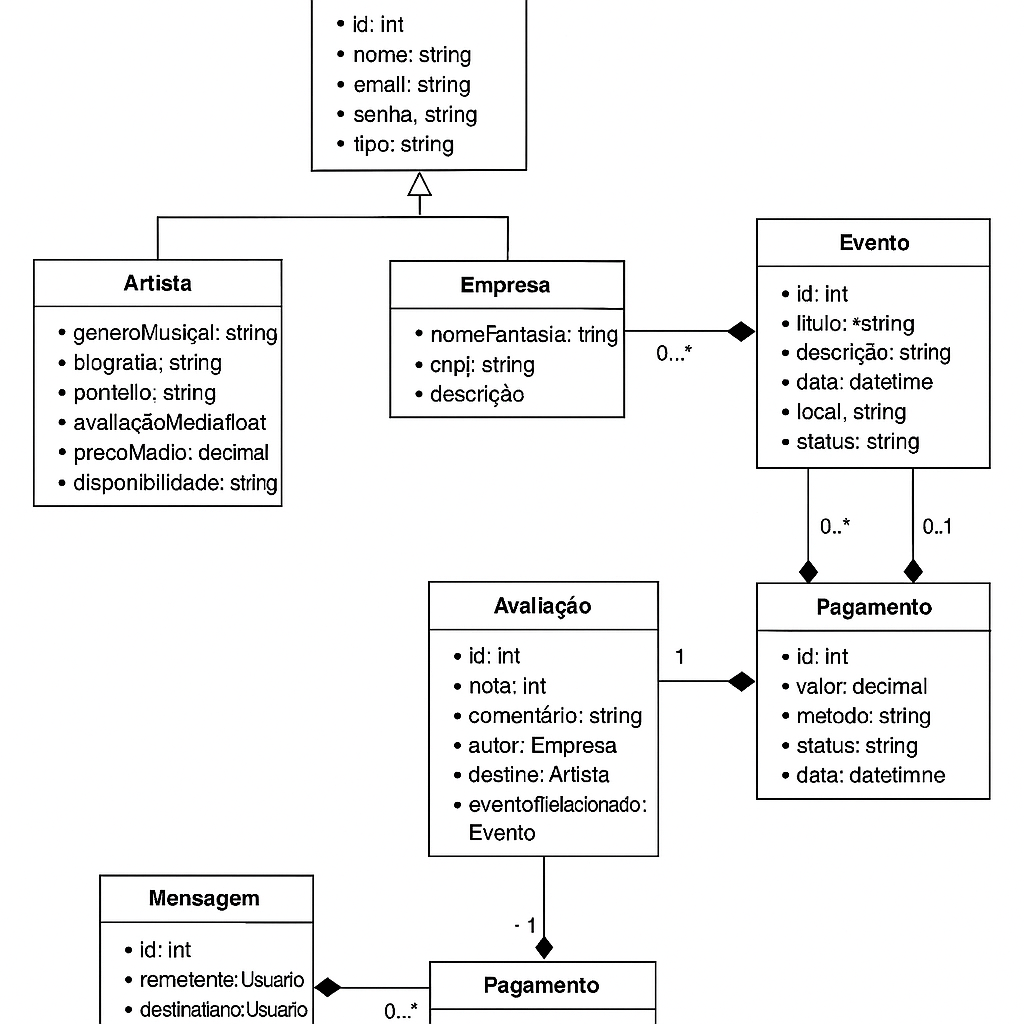 • id: int
• nome: string
• emall: string
• senha, string
• tipo: string
Artista
• generoMusiçal: string
• blogratia; string
• pontello; string
• avallaçãoMediafloat
• precoMadio: decimal
• disponibilidade: string
Empresa
• nomeFantasia: tring
• cnpj: string
• descriçào
0...*
Evento
• id: int
• litulo: *string
• descrição: string
• data: datetime
• local, string
• status: string
0..*
0..1
Avaliaçáo
• id: int
• nota; int
• comentário: string
• autor: Empresa
• destine: Artista
• eventoflielacionado:
Evento
1
Pagamento
• id: int
• valor: decimal
• metodo: string
• status: string
• data: datetimne
- 1
Mensagem
• id: int
• remetente: Usuario
• destinatiano: Usuario
0...*
Pagamento